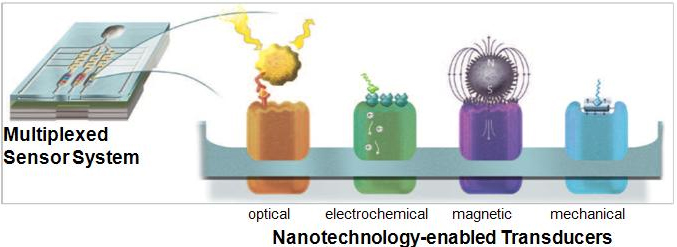 Multiplexed
Sensor System
N
S
optical electrochemical magnetic mechanical
Nanotechnology-enabled Transducers